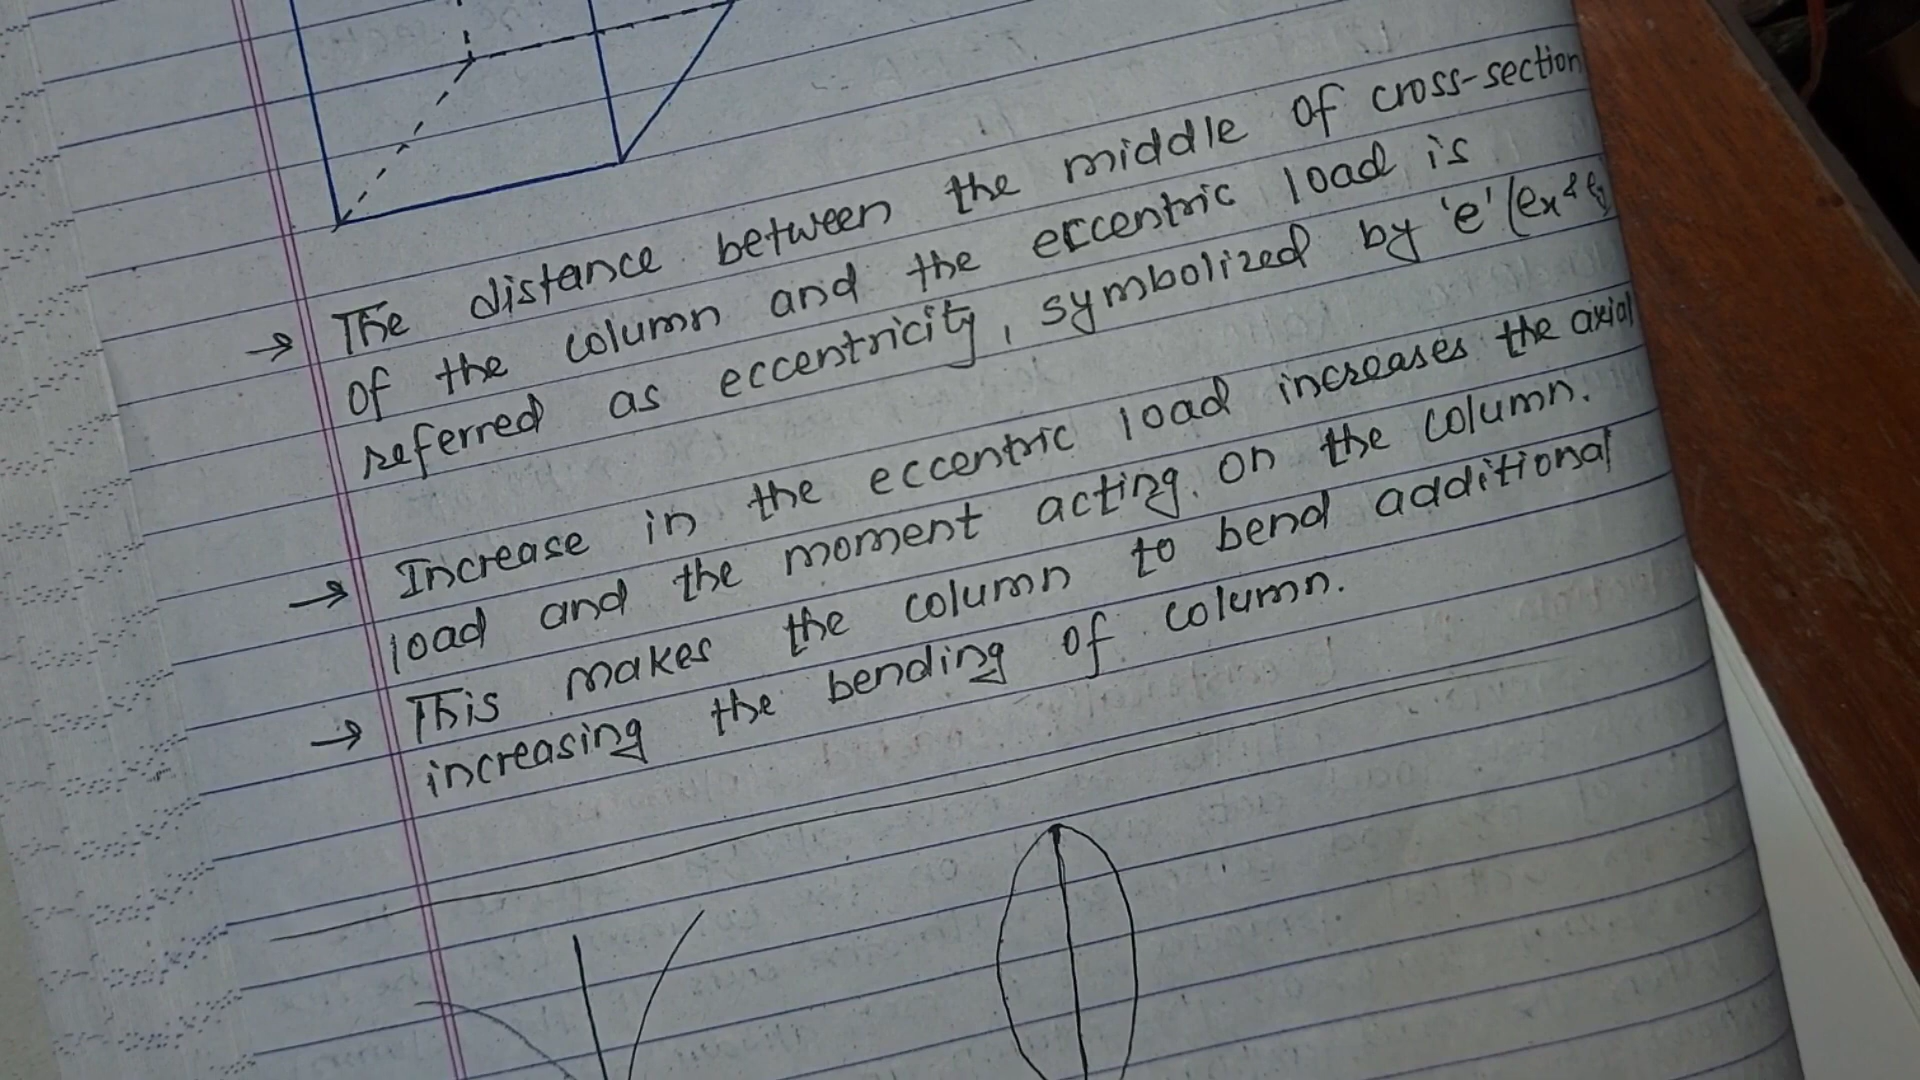 → The distance between the middle of cross-section
of the column and the eccentric load is
referred as eccentricity, symbolized by 'e' (ex & ey
→ Increase in the eccentric load increases the axial
load and the moment acting on the column.
→ This makes the column to bend additional
increasing the bending of column.